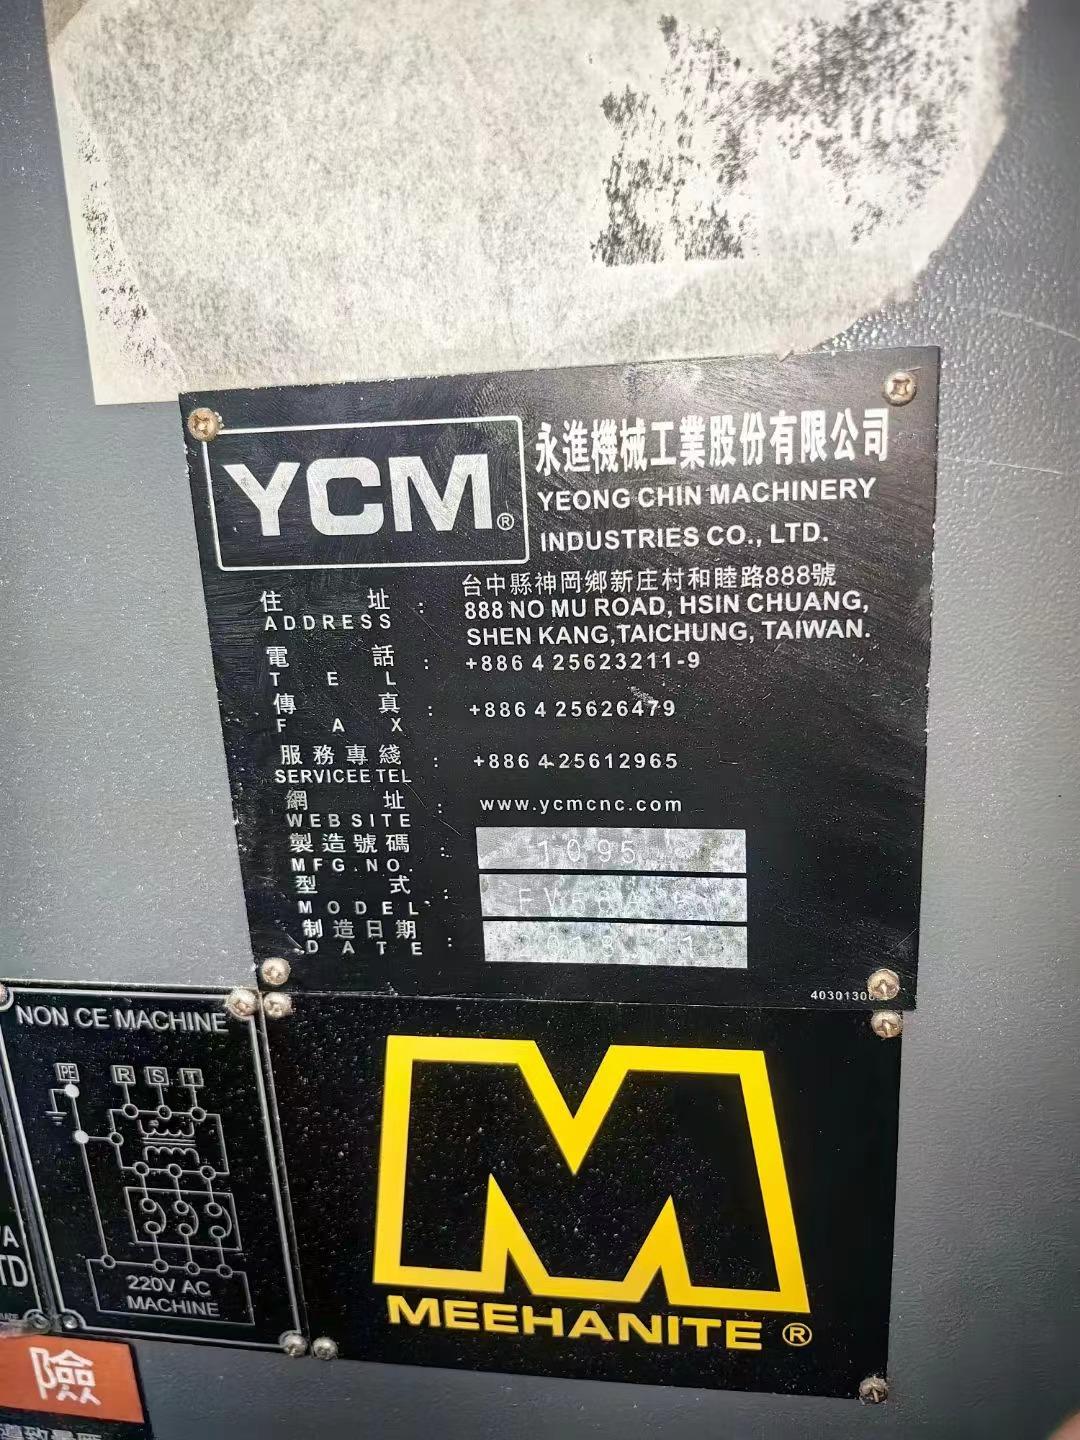 YCM®
永進機械工業股份有限公司
YEONG CHIN MACHINERY
INDUSTRIES CO., LTD.
住址: 台中縣神岡鄉新庄村和睦路888號
ADDRESS 888 NO MU ROAD, HSIN CHUANG,
SHEN KANG, TAICHUNG, TAIWAN.
電話: +886 4 25623211-9
TEL
傳真: +886 4 25626479
FAX
服務專綫: +886 4-25612965
SERVICEE TEL
網址: www.ycmcnc.com
WEBSITE
製造號碼: 1095
MFG.NO.
型式:
MODEL
制造日期:
DATE
NON CE MACHINE
PE R S T
220V AC
MACHINE
M
MEEHANITE®
TD
險